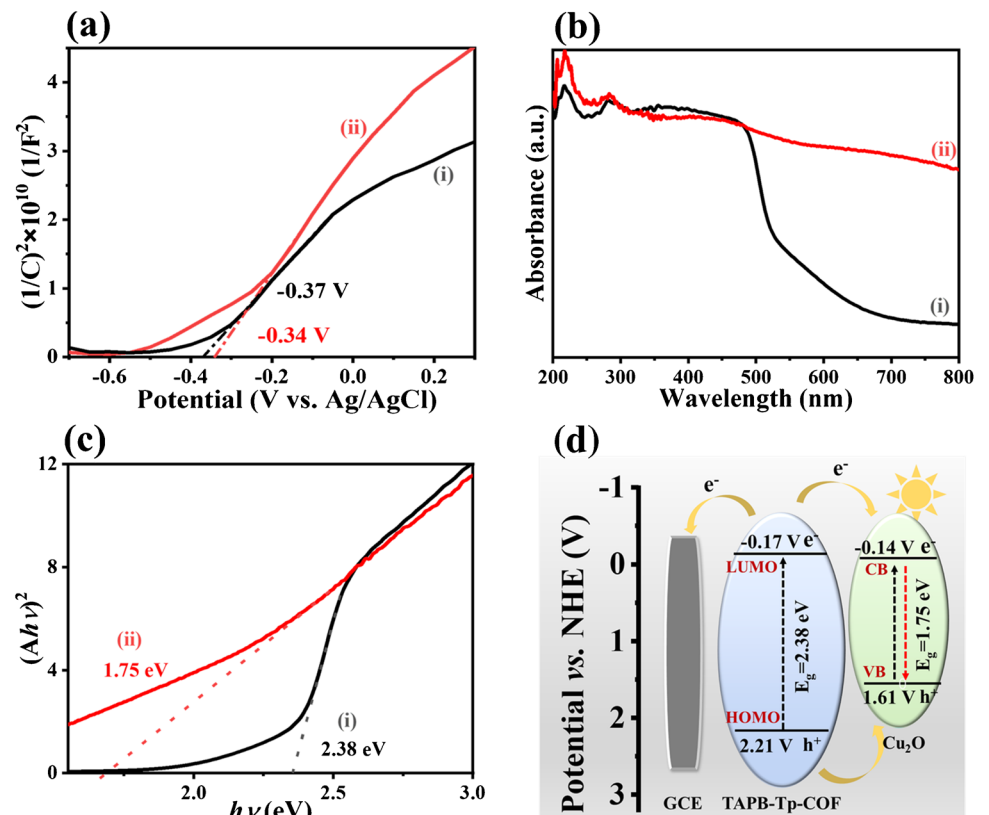 (a)
(1/C)²×10¹⁰ (1/F²)
4
3
2
1
0
(ii)
(i)
-0.37 V
-0.34 V
-0.6
-0.4
-0.2
0.0
0.2
Potential (V vs. Ag/AgCl)
(b)
Absorbance (a.u.)
(ii)
(i)
200
300
400
500
600
700
800
Wavelength (nm)
(c)
(Ahν)²
12
8
4
0
(ii)
1.75 eV
(i)
2.38 eV
2.0
2.5
3.0
hν (eV)
(d)
Potential vs. NHE (V)
-1
0
1
2
3
e⁻
e⁻
-0.17 V e⁻
LUMO
Eg=2.38 eV
HOMO
2.21 V h⁺
-0.14 V e⁻
CB
Eg=1.75 eV
VB
1.61 V h⁺
Cu₂O
GCE
TAPB-Tp-COF